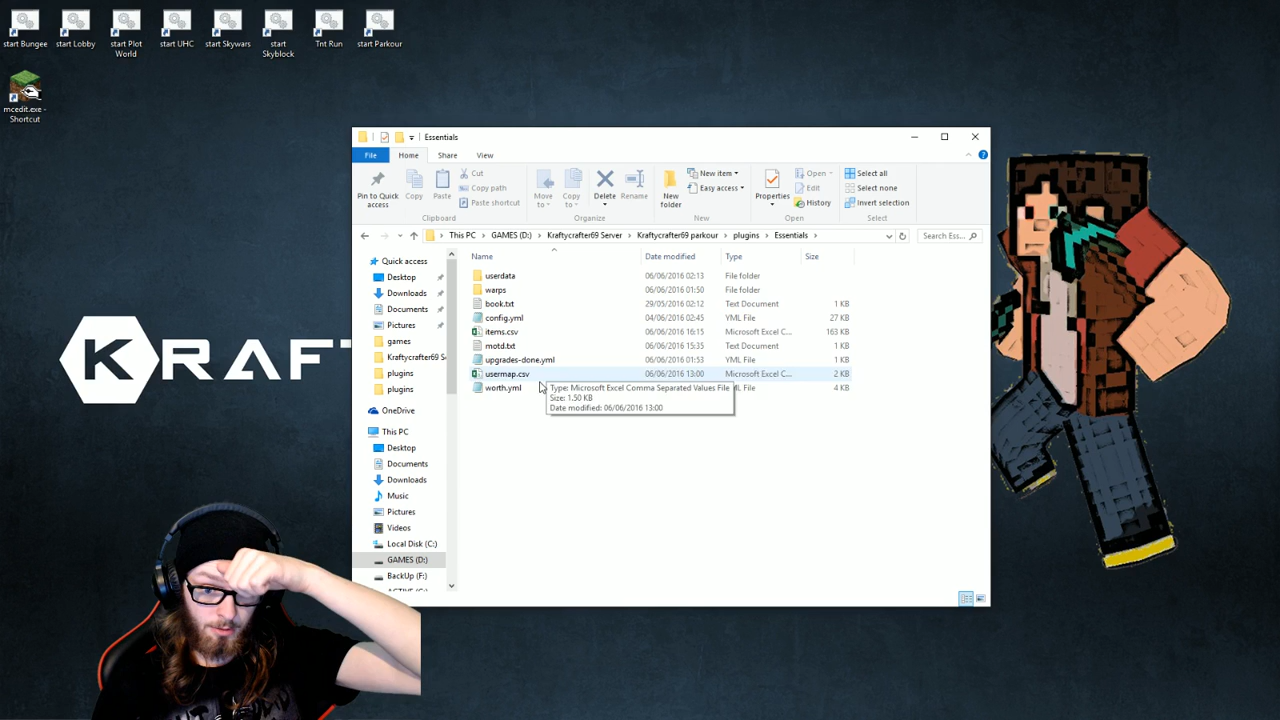 start Bungee
start Lobby
start Plot World
start UHC
start Skywars
start Skyblock
Tnt Run
start Parkour
mcedit.exe - Shortcut
Essentials
File
Home
Share
View
Pin to Quick access
Copy
Paste
Cut
Copy path
Paste shortcut
Move to
Copy to
Delete
Rename
New folder
New item
Easy access
Properties
Open
Edit
History
Select all
Select none
Invert selection
Clipboard
Organize
New
Open
Select
This PC > GAMES (D:) > Kraftycrafter69 Server > Kraftycrafter69 parkour > plugins > Essentials >
Search Ess...
Name Date modified Type Size
userdata 06/06/2016 02:13 File folder
warps 06/06/2016 01:50 File folder
book.txt 29/05/2016 02:12 Text Document 1 KB
config.yml 04/06/2016 02:45 YML File 27 KB
items.csv 06/06/2016 16:15 Microsoft Excel C... 163 KB
motd.txt 06/06/2016 15:35 Text Document 1 KB
upgrades-done.yml 06/06/2016 01:53 YML File 1 KB
usermap.csv 06/06/2016 13:00 Microsoft Excel C... 2 KB
worth.yml ML File 4 KB
Type: Microsoft Excel Comma Separated Values File
Size: 1.50 KB
Date modified: 06/06/2016 13:00
Quick access
Desktop
Downloads
Documents
Pictures
games
Kraftycrafter69 S
plugins
plugins
OneDrive
This PC
Desktop
Documents
Downloads
Music
Pictures
Videos
Local Disk (C:)
GAMES (D:)
BackUp (F:)
KRAFT